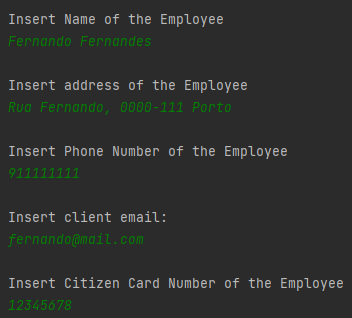 Insert Name of the Employee
Fernando Fernandes
Insert address of the Employee
Rua Fernando, 0000-111 Porto
Insert Phone Number of the Employee
911111111
Insert client email:
fernando@mail.com
Insert Citizen Card Number of the Employee
12345678